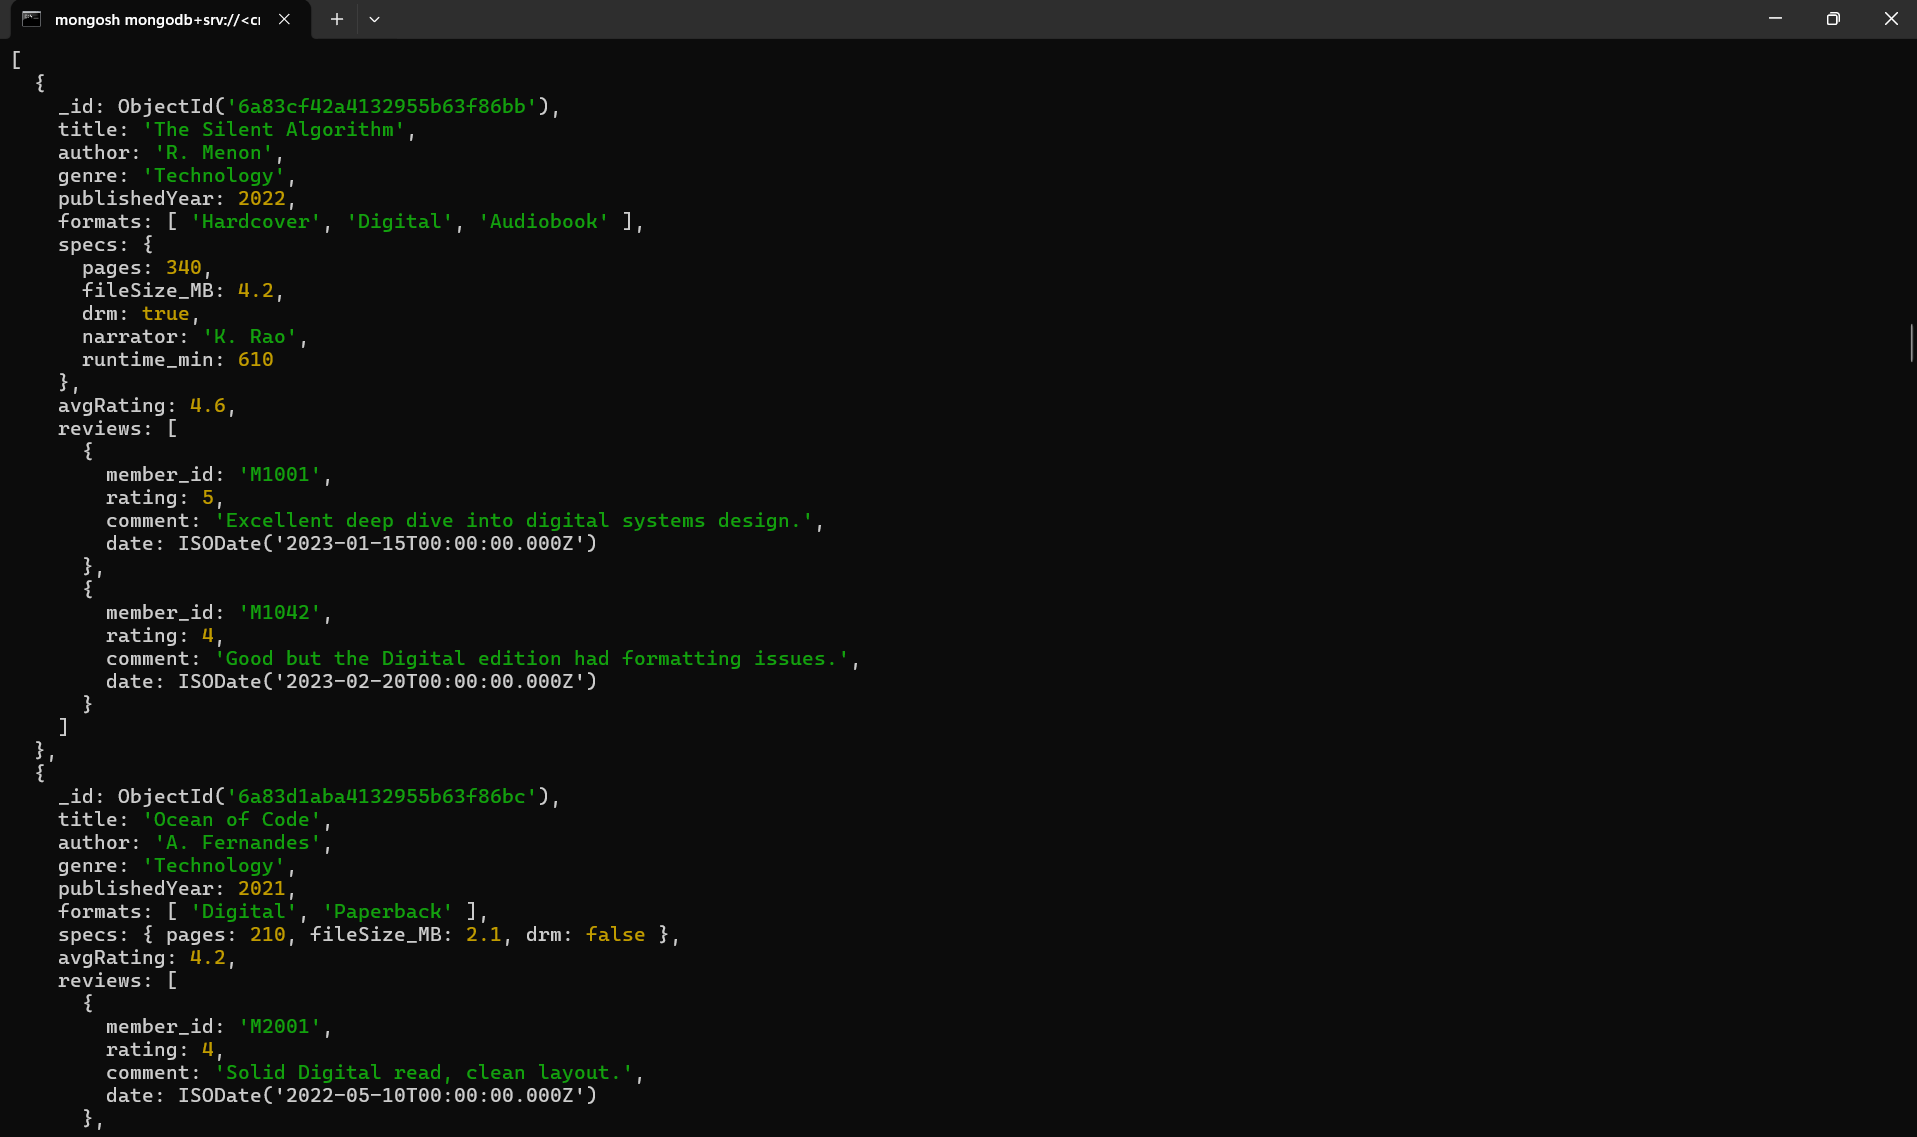 mongosh mongodb+srv://<cr
[
  {
    _id: ObjectId('6a83cf42a4132955b63f86bb'),
    title: 'The Silent Algorithm',
    author: 'R. Menon',
    genre: 'Technology',
    publishedYear: 2022,
    formats: [ 'Hardcover', 'Digital', 'Audiobook' ],
    specs: {
      pages: 340,
      fileSize_MB: 4.2,
      drm: true,
      narrator: 'K. Rao',
      runtime_min: 610
    },
    avgRating: 4.6,
    reviews: [
      {
        member_id: 'M1001',
        rating: 5,
        comment: 'Excellent deep dive into digital systems design.',
        date: ISODate('2023-01-15T00:00:00.000Z')
      },
      {
        member_id: 'M1042',
        rating: 4,
        comment: 'Good but the Digital edition had formatting issues.',
        date: ISODate('2023-02-20T00:00:00.000Z')
      }
    ]
  },
  {
    _id: ObjectId('6a83d1aba4132955b63f86bc'),
    title: 'Ocean of Code',
    author: 'A. Fernandes',
    genre: 'Technology',
    publishedYear: 2021,
    formats: [ 'Digital', 'Paperback' ],
    specs: { pages: 210, fileSize_MB: 2.1, drm: false },
    avgRating: 4.2,
    reviews: [
      {
        member_id: 'M2001',
        rating: 4,
        comment: 'Solid Digital read, clean layout.',
        date: ISODate('2022-05-10T00:00:00.000Z')
      },